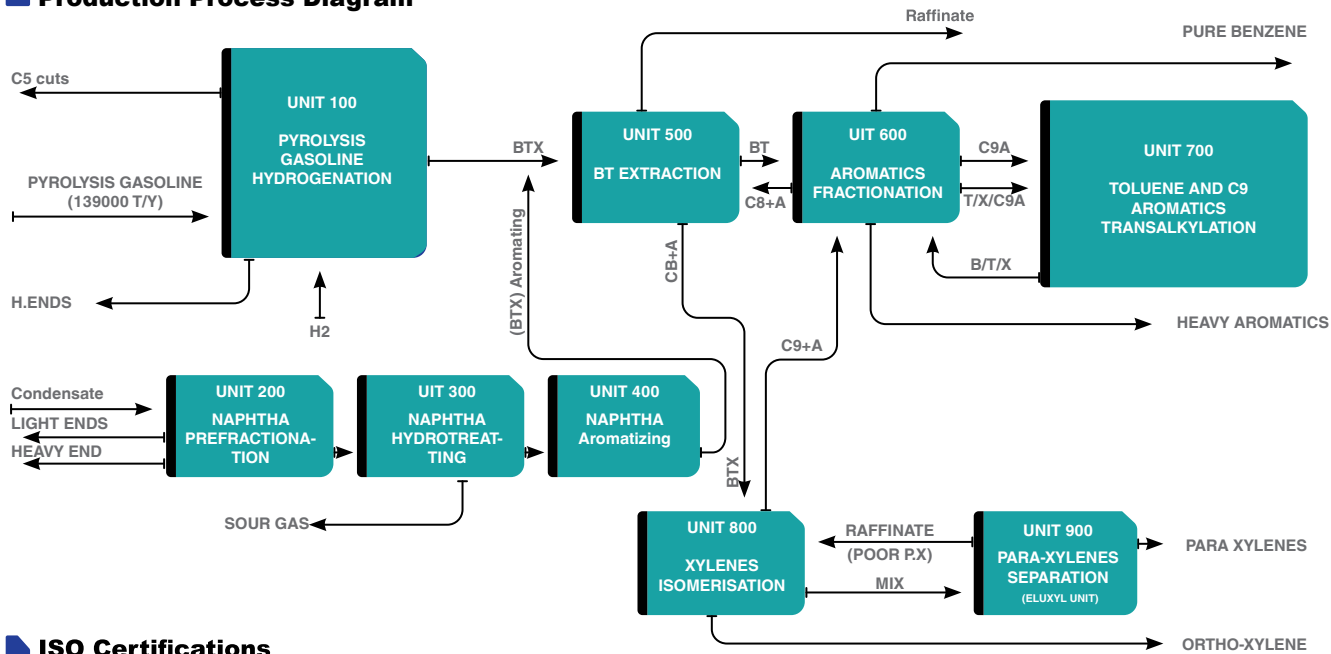 Production Process Diagram
Raffinate
PURE BENZENE
C5 cuts
UNIT 100
PYROLYSIS
GASOLINE
HYDROGENATION
PYROLYSIS GASOLINE
(139000 T/Y)
H.ENDS
H2
BTX
(BTX) Aromating
UNIT 500
BT EXTRACTION
BT
C8+A
UIT 600
AROMATICS
FRACTIONATION
C9A
T/X/C9A
UNIT 700
TOLUENE AND C9
AROMATICS
TRANSALKYLATION
B/T/X
HEAVY AROMATICS
CB+A
C9+A
Condensate
LIGHT ENDS
HEAVY END
UNIT 200
NAPHTHA
PREFRACTIONA-
TION
UIT 300
NAPHTHA
HYDROTREAT-
TING
UNIT 400
NAPHTHA
Aromatizing
SOUR GAS
BTX
UNIT 800
XYLENES
ISOMERISATION
RAFFINATE
(POOR P.X)
MIX
UNIT 900
PARA-XYLENES
SEPARATION
(ELUXYL UNIT)
PARA XYLENES
ORTHO-XYLENE
ISO Certifications